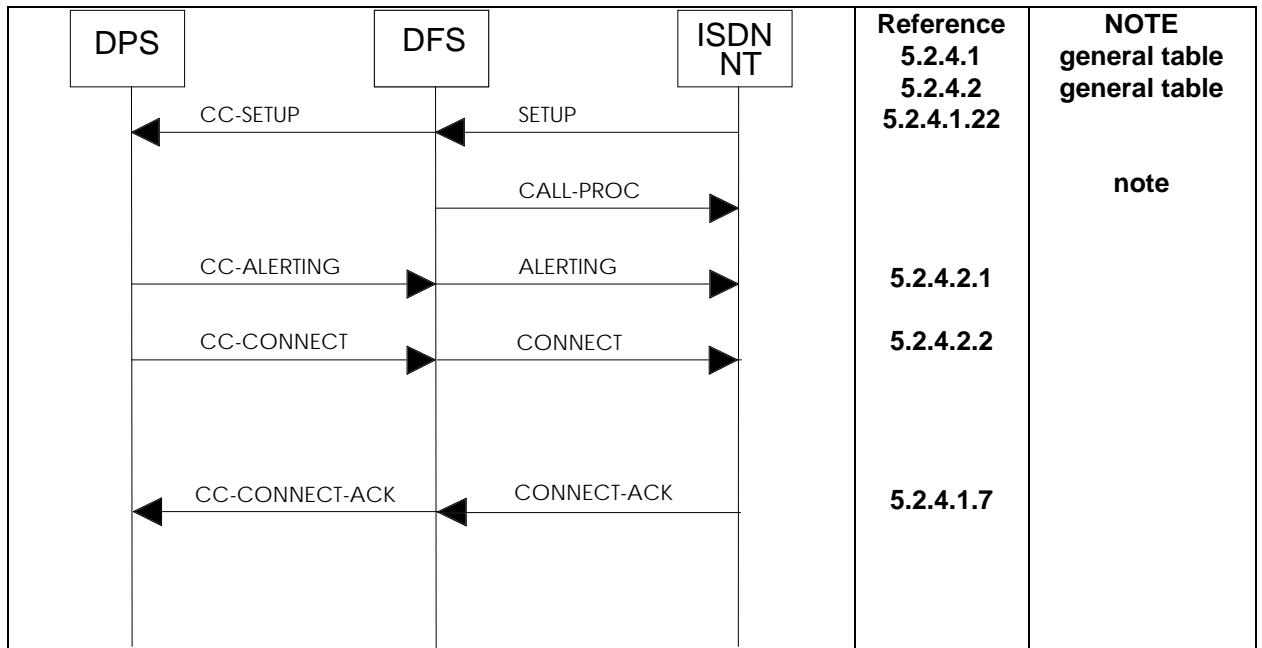 DPS
DFS
ISDN
NT
Reference
NOTE
5.2.4.1
general table
5.2.4.2
general table
CC-SETUP
SETUP
5.2.4.1.22
CALL-PROC
note
CC-ALERTING
ALERTING
5.2.4.2.1
CC-CONNECT
CONNECT
5.2.4.2.2
CC-CONNECT-ACK
CONNECT-ACK
5.2.4.1.7